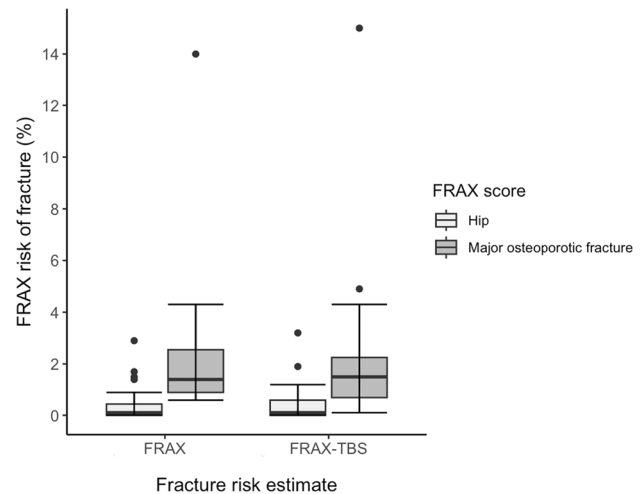 FRAX risk of fracture (%)
14
12
10
8
6
4
2
0
FRAX
FRAX-TBS
Fracture risk estimate
FRAX score
Hip
Major osteoporotic fracture